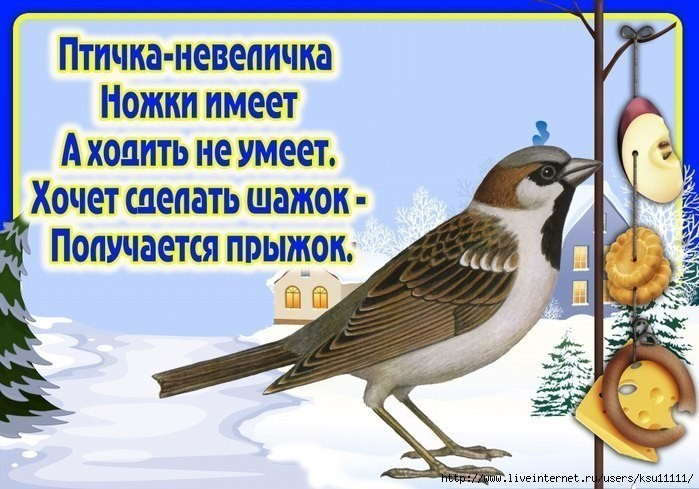 Птичка-невеличка
Ножки имеет
А ходить не умеет.
Хочет сделать шажок -
Получается прыжок.
http://www.liveinternet.ru/users/ksu11111/